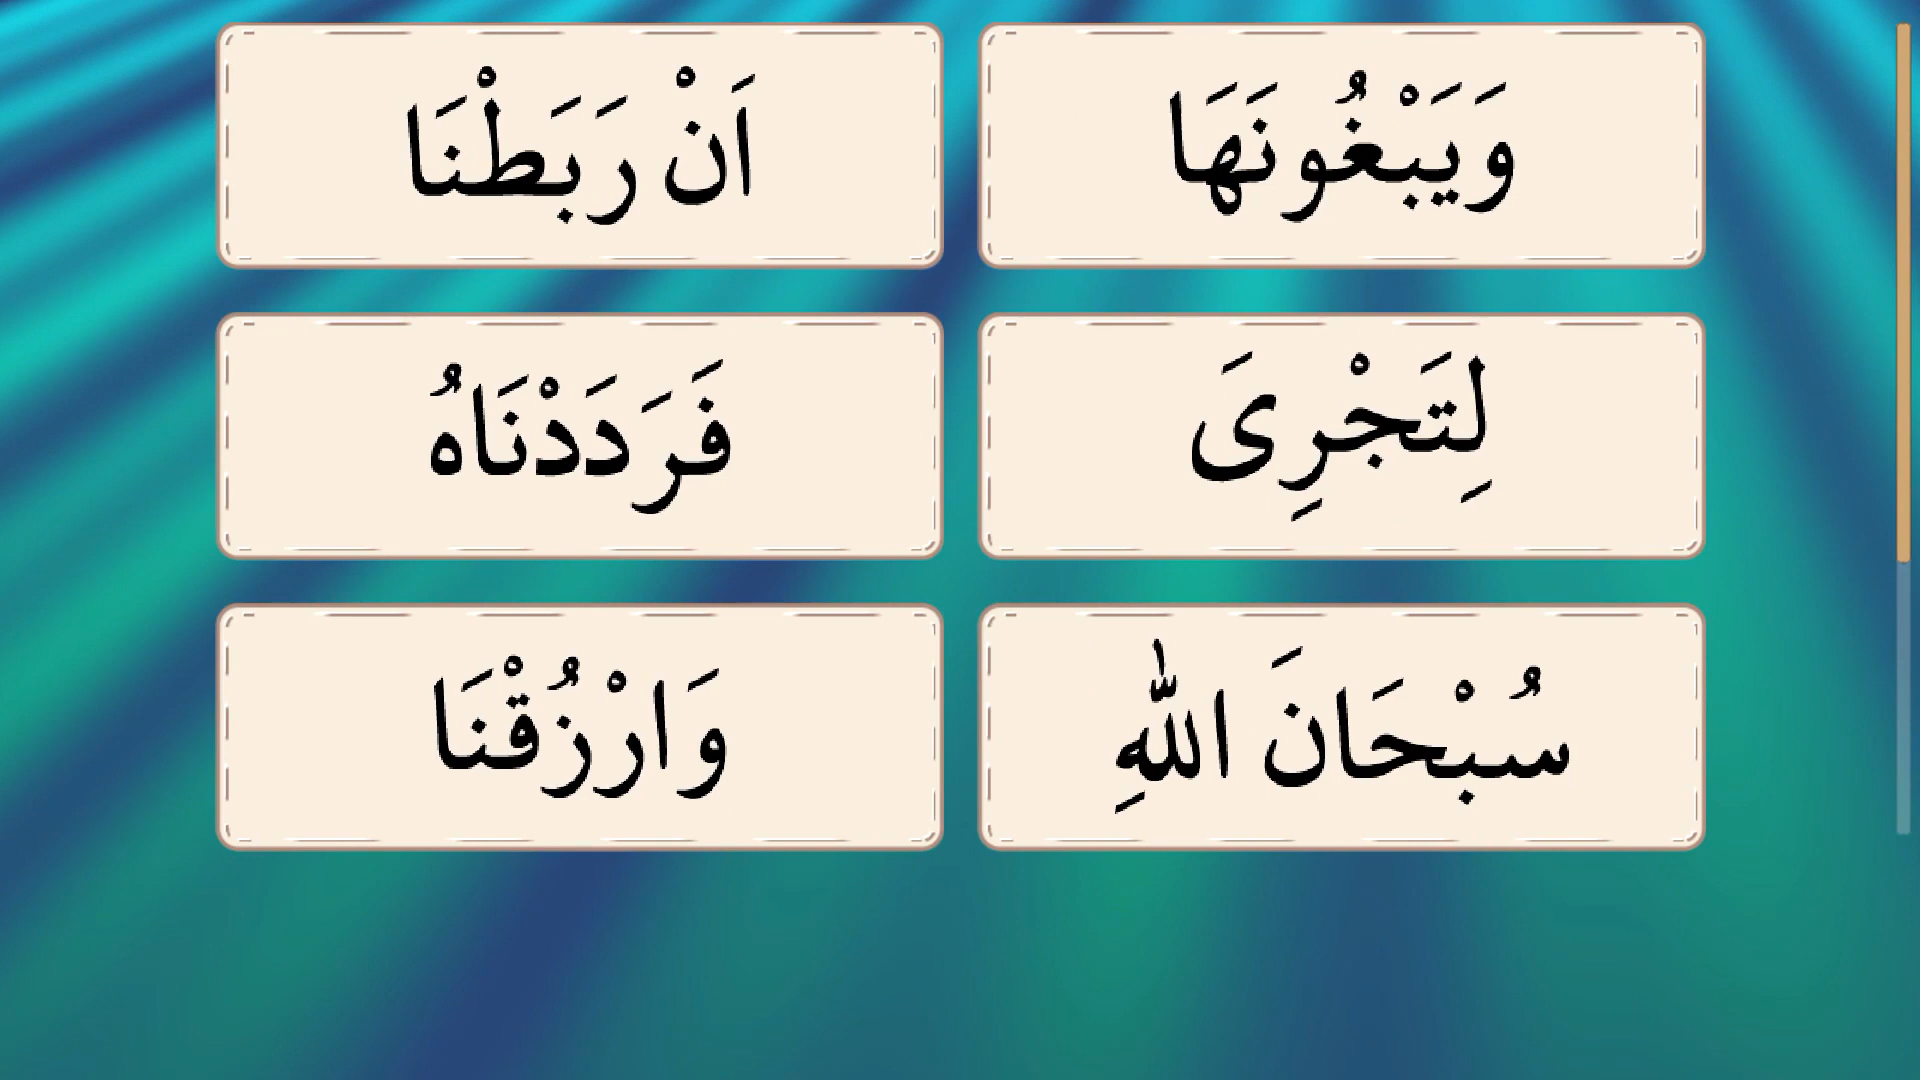 وَيَبْغُونَهَا
اَنْ رَبَطْنَا
لِتَجْرِىَ
فَرَدَدْنَاهُ
سُبْحَانَ اللّٰهِ
وَارْزُقْنَا